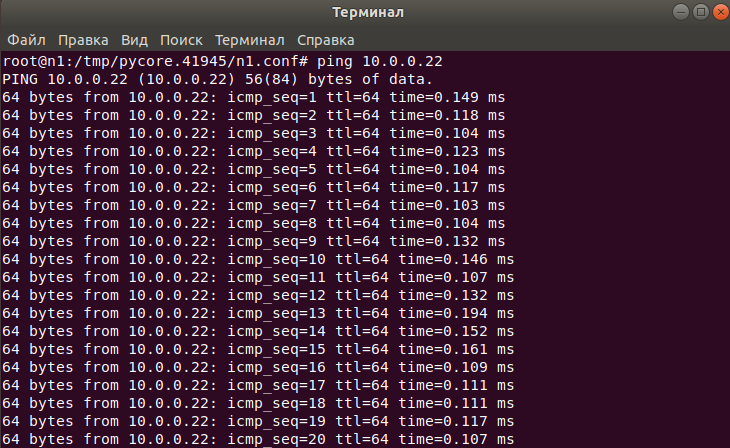 Терминал
Файл Правка Вид Поиск Терминал Справка
root@n1:/tmp/pycore.41945/n1.conf# ping 10.0.0.22
PING 10.0.0.22 (10.0.0.22) 56(84) bytes of data.
64 bytes from 10.0.0.22: icmp_seq=1 ttl=64 time=0.149 ms
64 bytes from 10.0.0.22: icmp_seq=2 ttl=64 time=0.118 ms
64 bytes from 10.0.0.22: icmp_seq=3 ttl=64 time=0.104 ms
64 bytes from 10.0.0.22: icmp_seq=4 ttl=64 time=0.123 ms
64 bytes from 10.0.0.22: icmp_seq=5 ttl=64 time=0.104 ms
64 bytes from 10.0.0.22: icmp_seq=6 ttl=64 time=0.117 ms
64 bytes from 10.0.0.22: icmp_seq=7 ttl=64 time=0.103 ms
64 bytes from 10.0.0.22: icmp_seq=8 ttl=64 time=0.104 ms
64 bytes from 10.0.0.22: icmp_seq=9 ttl=64 time=0.132 ms
64 bytes from 10.0.0.22: icmp_seq=10 ttl=64 time=0.146 ms
64 bytes from 10.0.0.22: icmp_seq=11 ttl=64 time=0.107 ms
64 bytes from 10.0.0.22: icmp_seq=12 ttl=64 time=0.132 ms
64 bytes from 10.0.0.22: icmp_seq=13 ttl=64 time=0.194 ms
64 bytes from 10.0.0.22: icmp_seq=14 ttl=64 time=0.152 ms
64 bytes from 10.0.0.22: icmp_seq=15 ttl=64 time=0.161 ms
64 bytes from 10.0.0.22: icmp_seq=16 ttl=64 time=0.109 ms
64 bytes from 10.0.0.22: icmp_seq=17 ttl=64 time=0.111 ms
64 bytes from 10.0.0.22: icmp_seq=18 ttl=64 time=0.111 ms
64 bytes from 10.0.0.22: icmp_seq=19 ttl=64 time=0.117 ms
64 bytes from 10.0.0.22: icmp_seq=20 ttl=64 time=0.107 ms